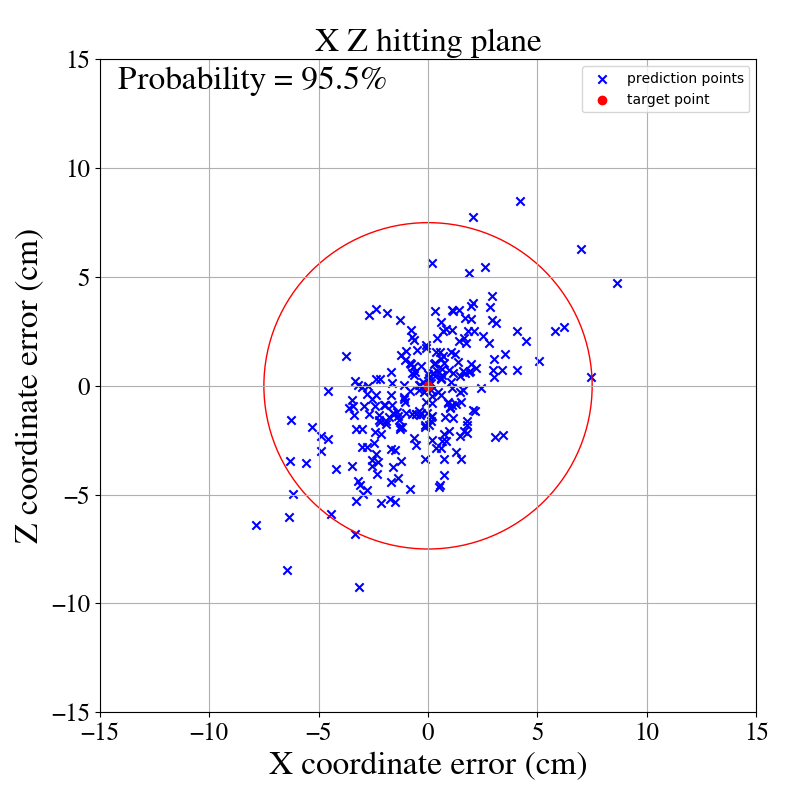 X Z hitting plane
Probability = 95.5%
prediction points
target point
15
10
5
0
−5
−10
−15
Z coordinate error (cm)
−15 −10 −5 0 5 10 15
X coordinate error (cm)